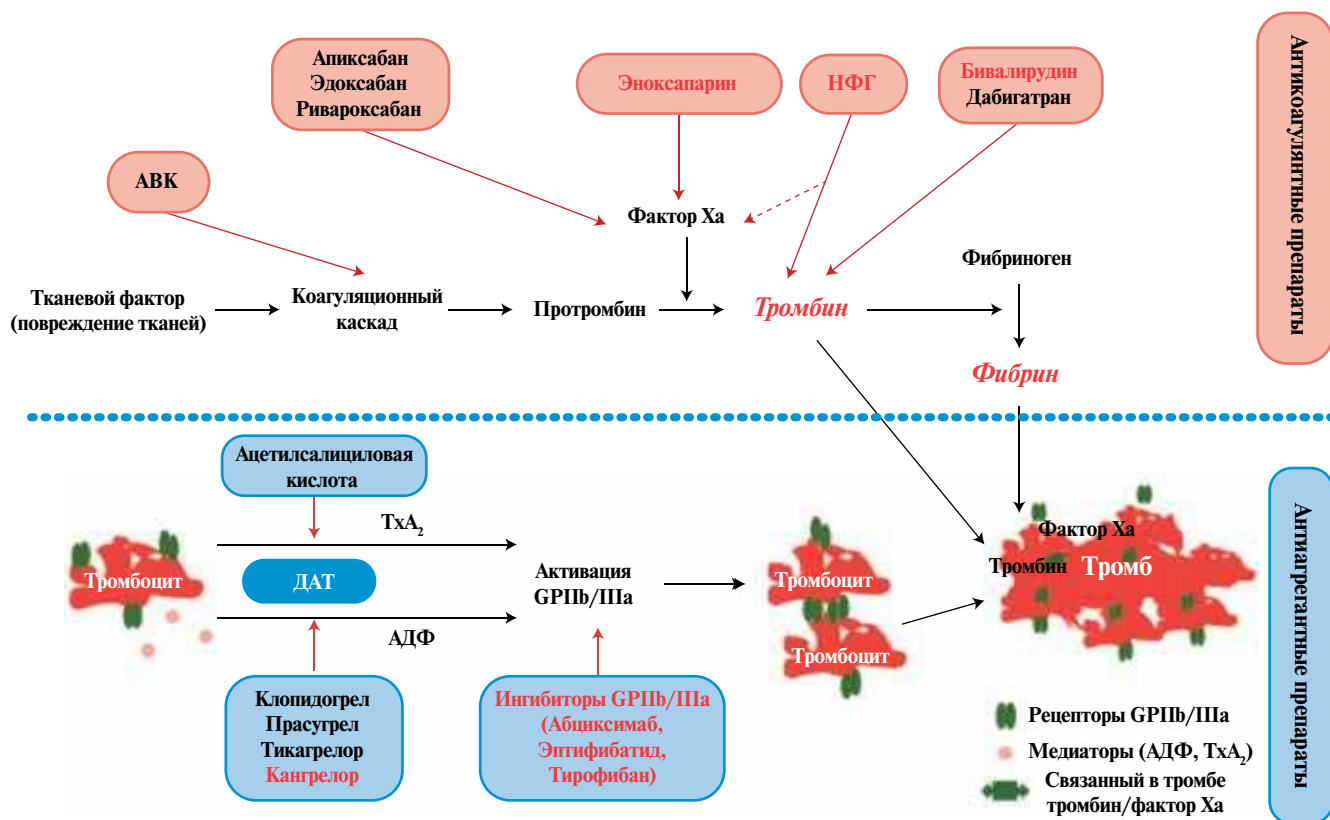 Апиксабан
Эдоксабан
Ривароксабан
Эноксапарин
НФГ
Бивалирудин
Дабигатран
Антикоагулянтные препараты
АВК
Фактор Xa
Фибриноген
Тканевой фактор
(повреждение тканей)
Коагуляционный
каскад
Протромбин
Тромбин
Фибрин
Ацетилсалициловая
кислота
TxA₂
Тромбоцит
ДАТ
АДФ
Активация
GPIIb/IIIa
Тромбоцит
Тромбоцит
Фактор Xa
Тромбин
Тромб
Антиагрегантные препараты
Клопидогрел
Прасугрел
Тикагрелор
Кангрелор
Ингибиторы GPIIb/IIIa
(Абциксимаб,
Эптифибатид,
Тирофибан)
Рецепторы GPIIb/IIIa
Медиаторы (АДФ, TxA₂)
Связанный в тромбе
тромбин/фактор Xa